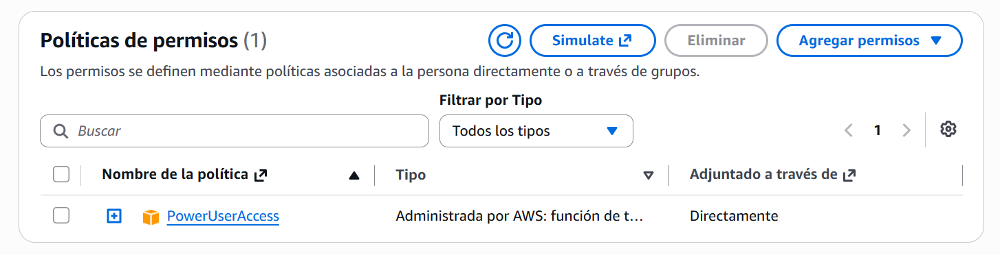 Políticas de permisos (1)
Simulate
Eliminar
Agregar permisos
Los permisos se definen mediante políticas asociadas a la persona directamente o a través de grupos.
Filtrar por Tipo
Buscar
Todos los tipos
1
Nombre de la política
Tipo
Adjuntado a través de
PowerUserAccess
Administrada por AWS: función de t...
Directamente